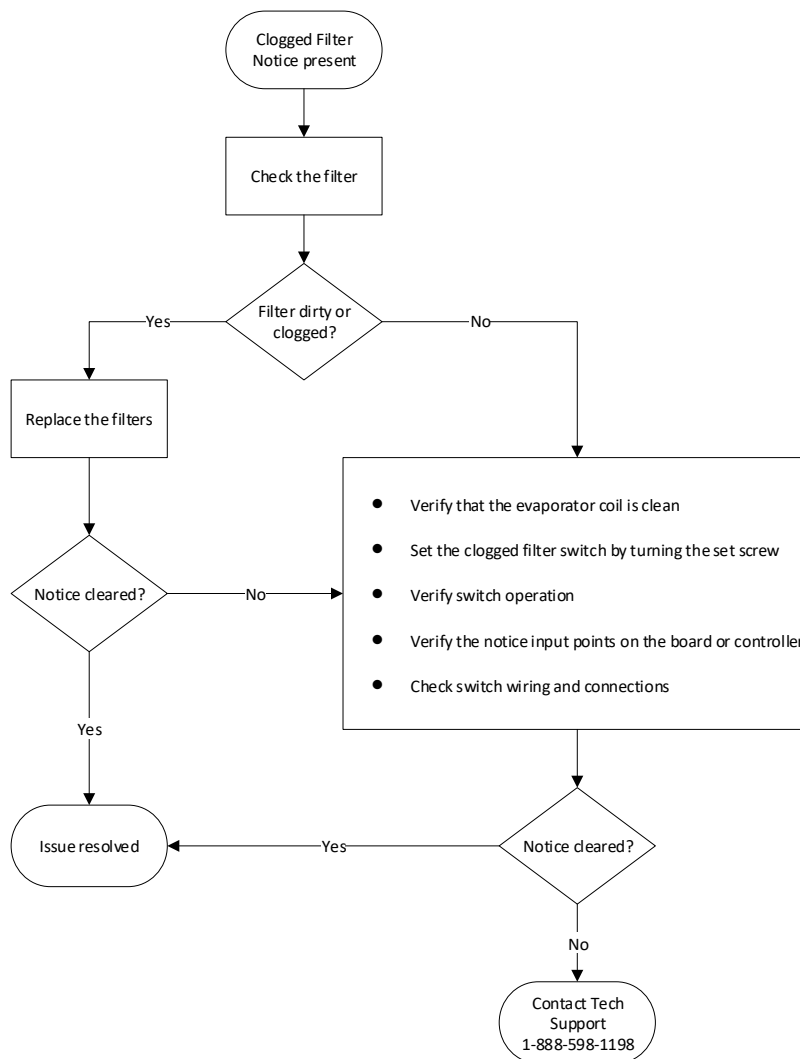 Clogged Filter
Notice present
Check the filter
Filter dirty or
clogged?
Yes
No
Replace the filters
● Verify that the evaporator coil is clean
● Set the clogged filter switch by turning the set screw
● Verify switch operation
● Verify the notice input points on the board or controller
● Check switch wiring and connections
Notice cleared?
No
Yes
Issue resolved
Yes
Notice cleared?
No
Contact Tech
Support
1-888-598-1198